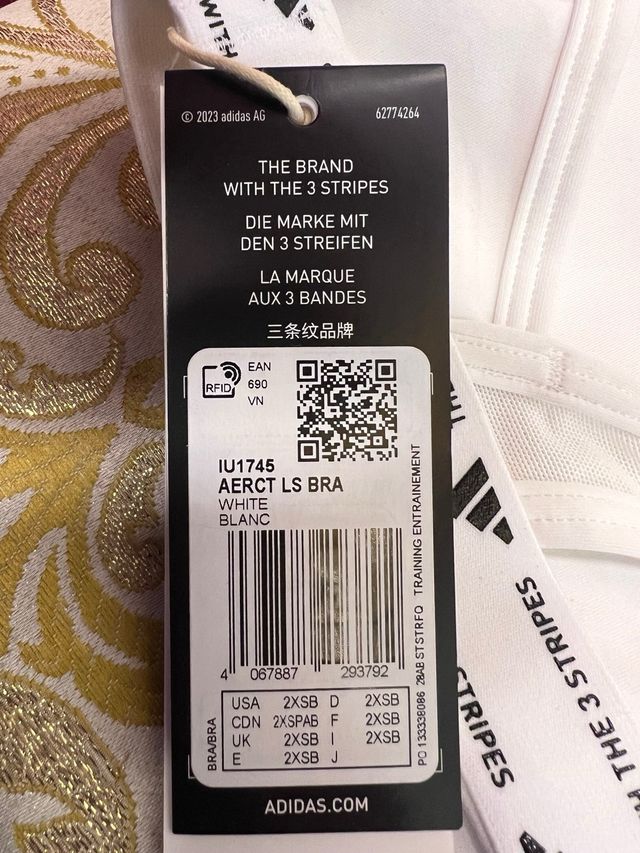 WITH
© 2023 adidas AG
62774264
THE BRAND
WITH THE 3 STRIPES
DIE MARKE MIT
DEN 3 STREIFEN
LA MARQUE
AUX 3 BANDES
三条纹品牌
RFID
EAN
690
VN
IU1745
AERCT LS BRA
WHITE
BLANC
4 067887 293792
USA 2XSB D 2XSB
CDN 2XSPAB F 2XSB
UK 2XSB I 2XSB
E 2XSB J
BRA/BRA
TRAINING ENTRAINEMENT
PO 133338086
ADIDAS.COM
THE 3 STRIPES
STRIPES